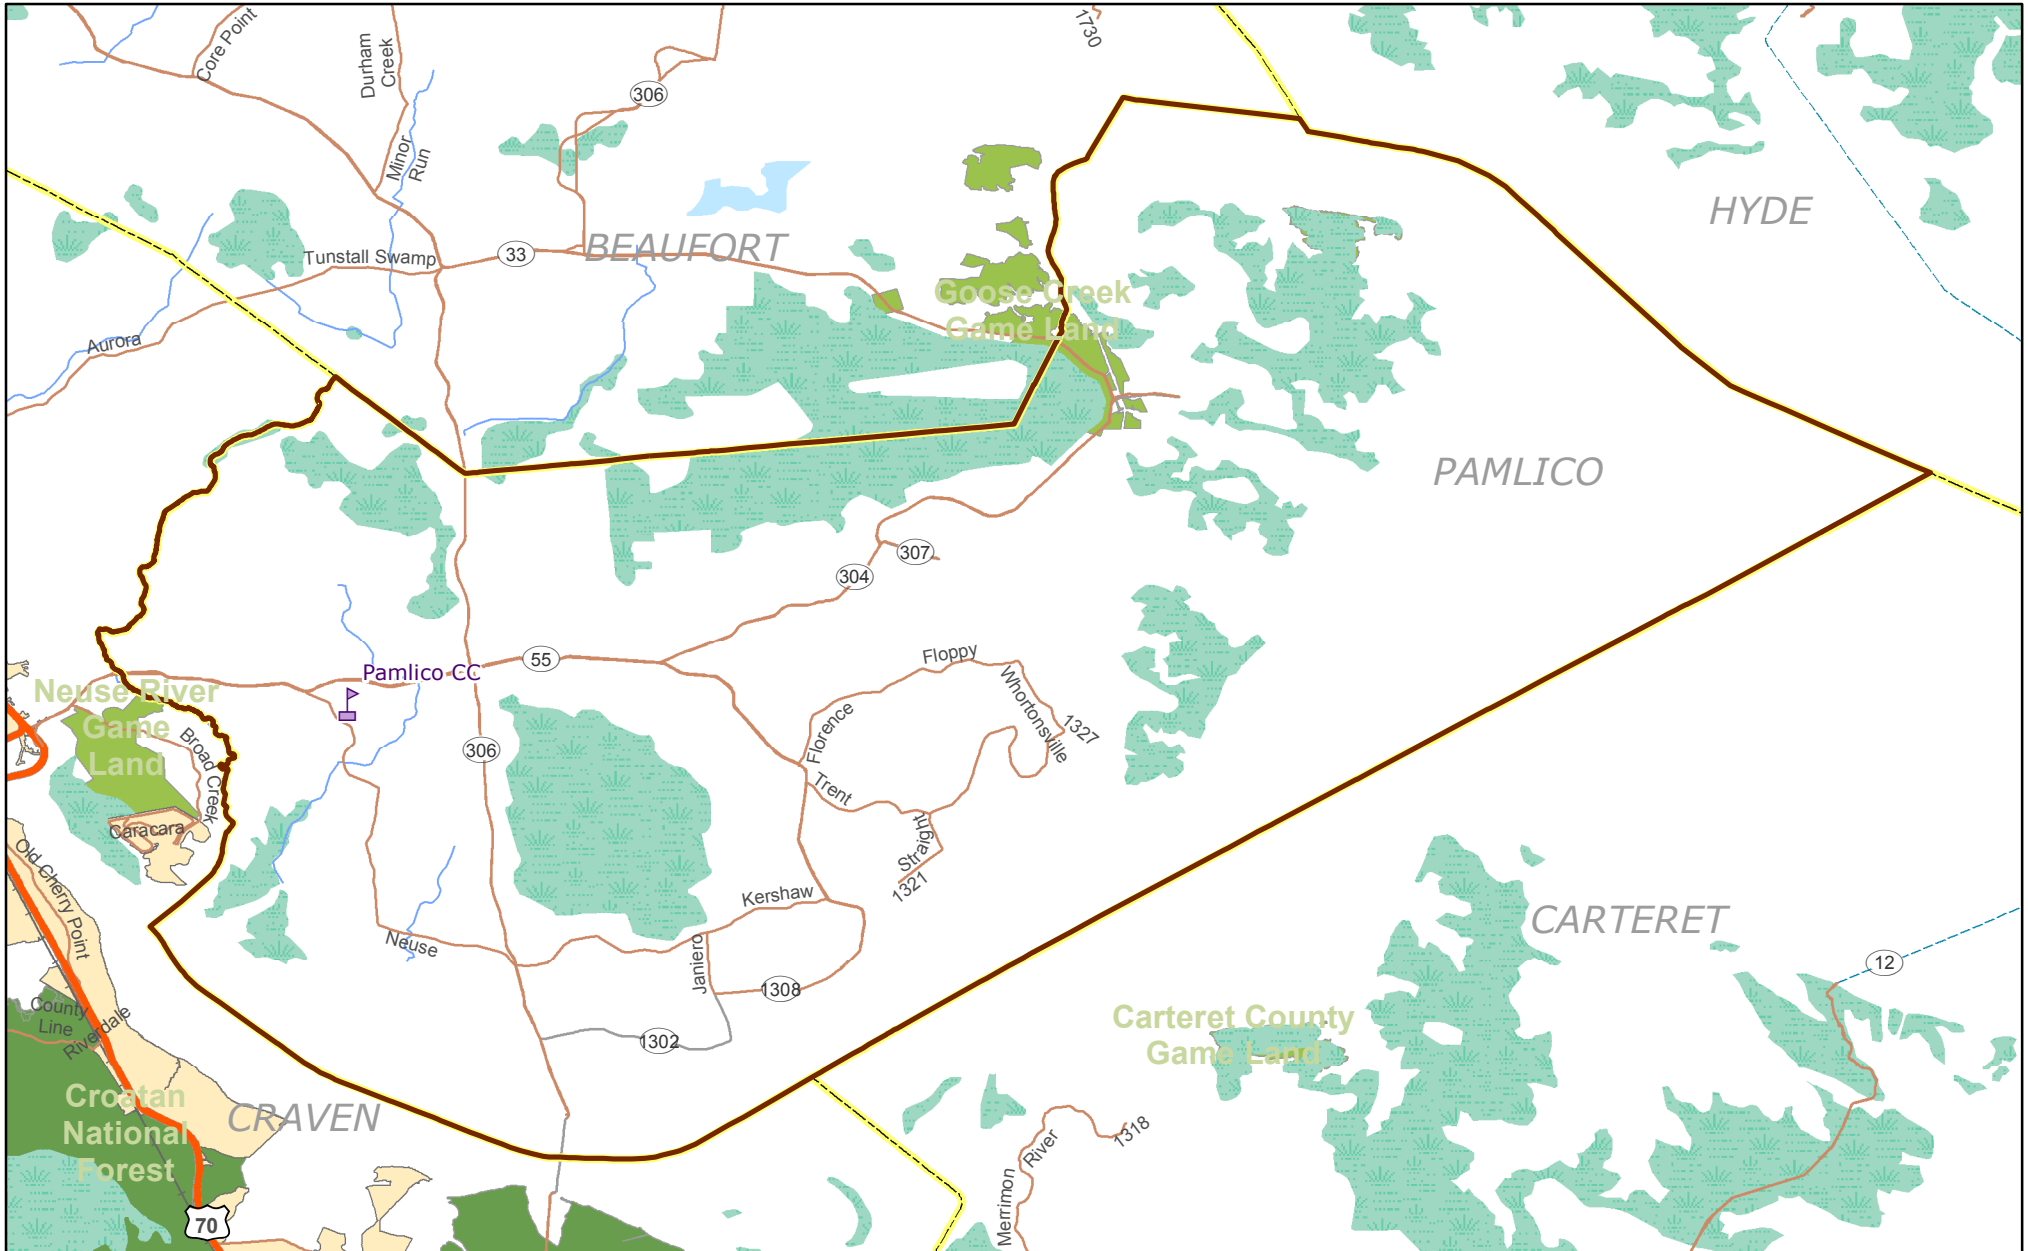 Core Point
Durham
Creek
1730
306
Minor
Run
HYDE
Tunstall Swamp
33
BEAUFORT
Goose Creek
Game Land
Aurora
PAMLICO
307
304
Floppy
55
Pamlico CC
Neuse River
Game
Land
Broad Creek
Whortonsville
1327
Florence
306
Trent
Caracara
Straight
1321
Old Cherry Point
Kershaw
CARTERET
Neuse
Janiero
12
1308
County
Line
Riverdale
Carteret County
Game Land
1302
Croatan
National
Forest
CRAVEN
1318
River
Merrimon
70